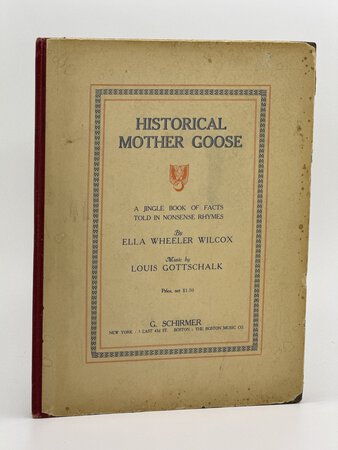 HISTORICAL
MOTHER GOOSE
A JINGLE BOOK OF FACTS
TOLD IN NONSENSE RHYMES
By
ELLA WHEELER WILCOX
Music by
LOUIS GOTTSCHALK
Price, net $1.50
G. SCHIRMER
NEW YORK : 3 EAST 43d ST. BOSTON : THE BOSTON MUSIC CO.